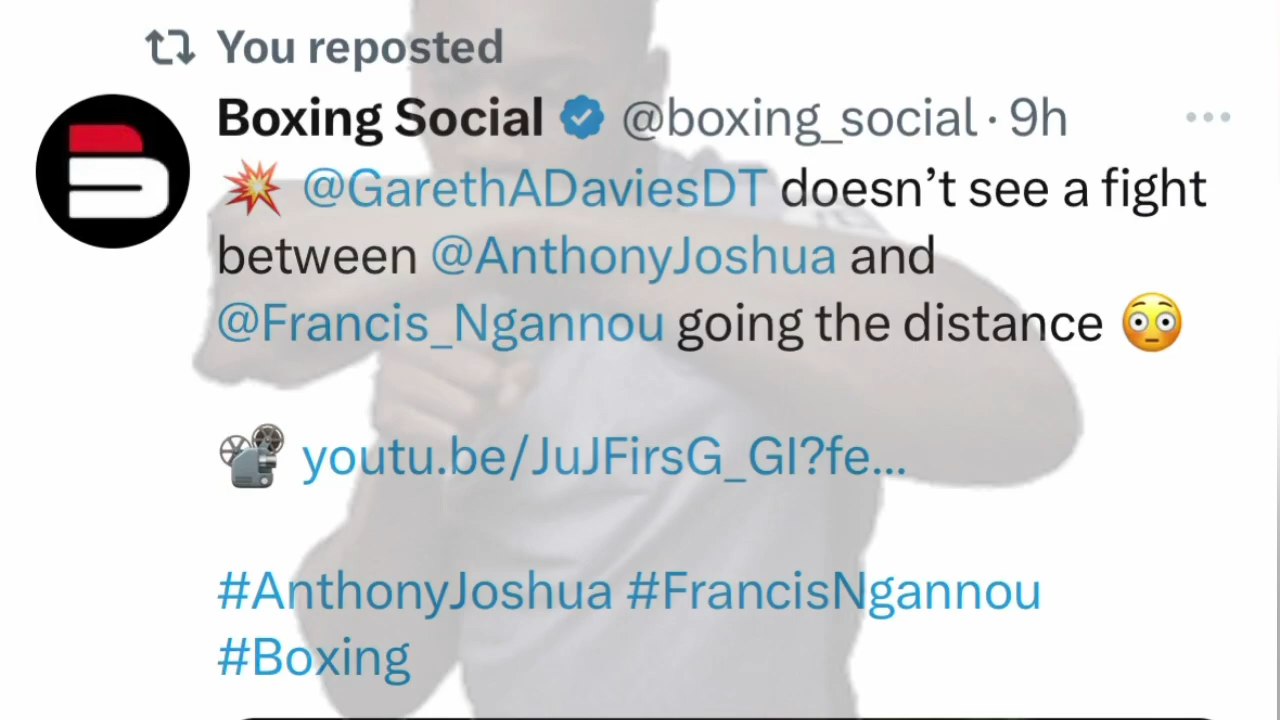 You reposted
Boxing Social @boxing_social · 9h
💥 @GarethADaviesDT doesn’t see a fight
between @AnthonyJoshua and
@Francis_Ngannou going the distance 😳
📽 youtu.be/JuJFirsG_GI?fe...
#AnthonyJoshua #FrancisNgannou
#Boxing